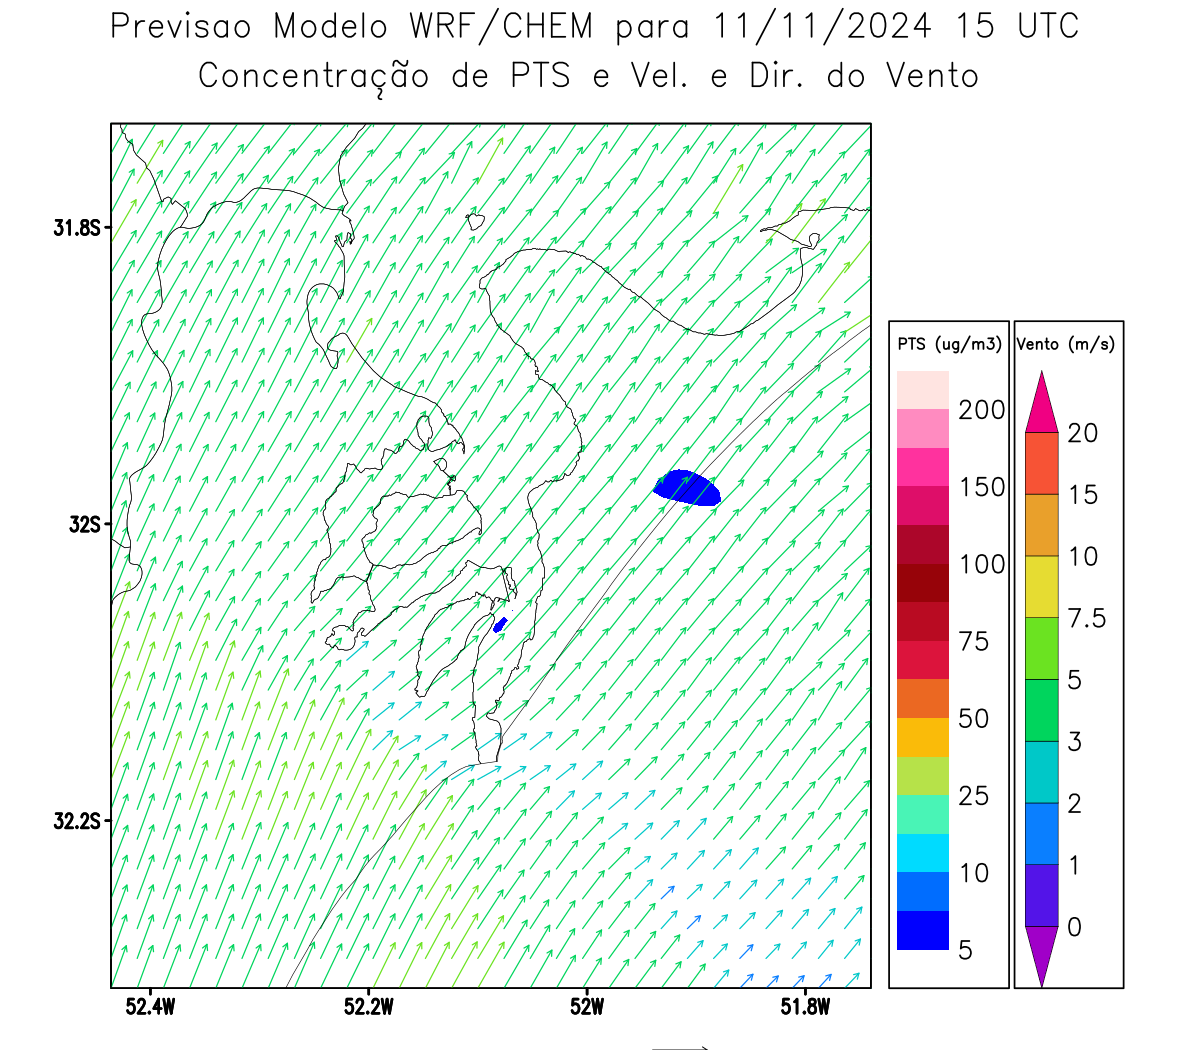 Previsao Modelo WRF/CHEM para 11/11/2024 15 UTC
Concentração de PTS e Vel. e Dir. do Vento
31.8S
32S
32.2S
52.4W
52.2W
52W
51.8W
PTS (ug/m3)
200
150
100
75
50
25
10
5
Vento (m/s)
20
15
10
7.5
5
3
2
1
0